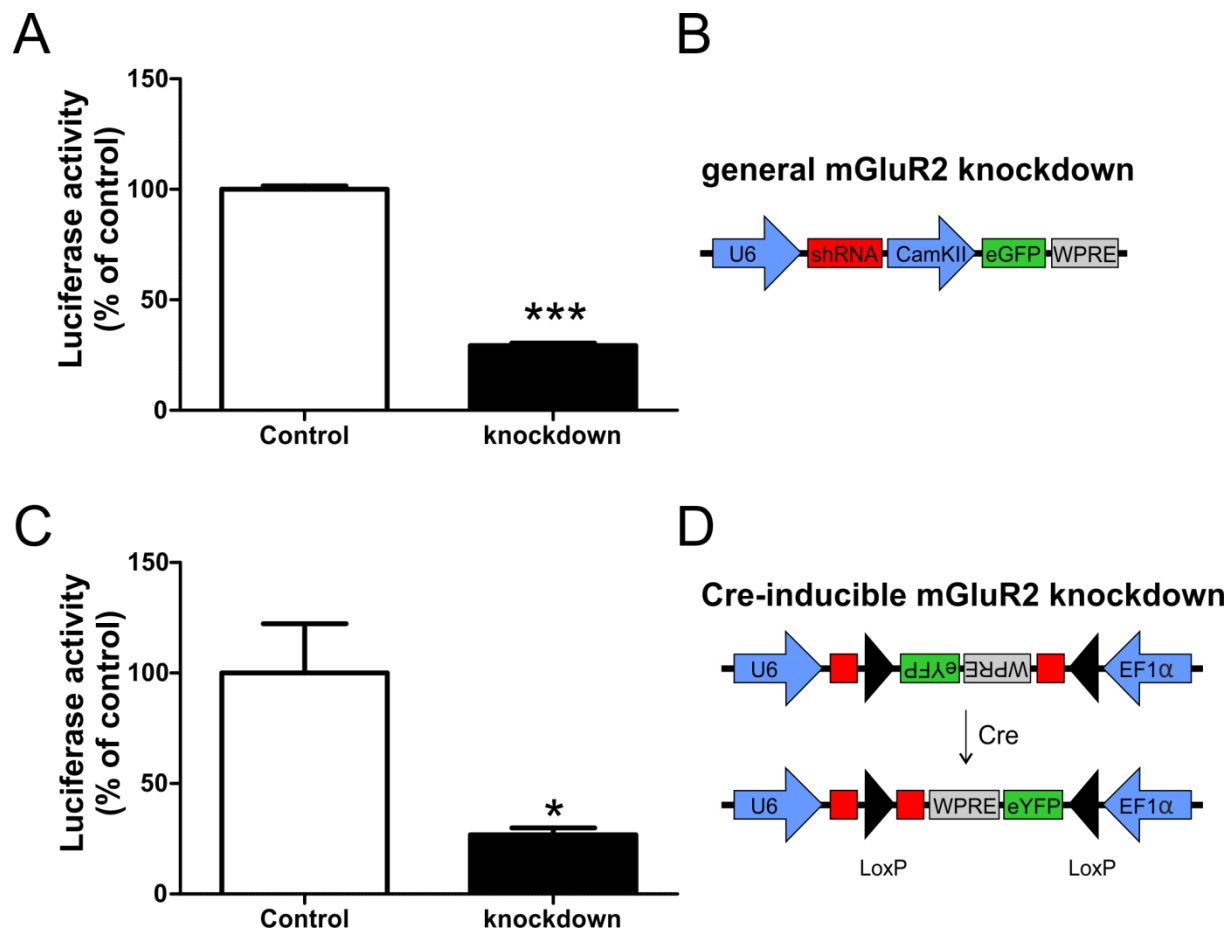 A
Luciferase activity
(% of control)
150
100
50
0
***
Control
knockdown
B
general mGluR2 knockdown
U6 shRNA CamKII eGFP WPRE
C
Luciferase activity
(% of control)
150
100
50
0
*
Control
knockdown
D
Cre-inducible mGluR2 knockdown
U6 eYFP WPRE EF1α
Cre
U6 WPRE eYFP EF1α
LoxP LoxP